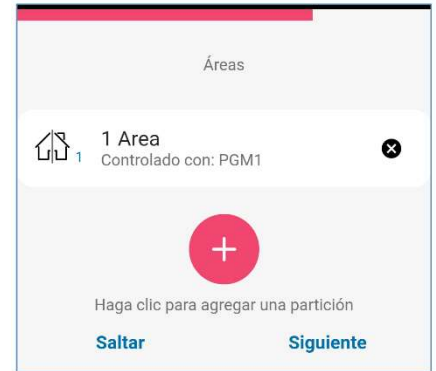 Áreas
1 Area
1
Controlado con: PGM1
Haga clic para agregar una partición
Saltar Siguiente